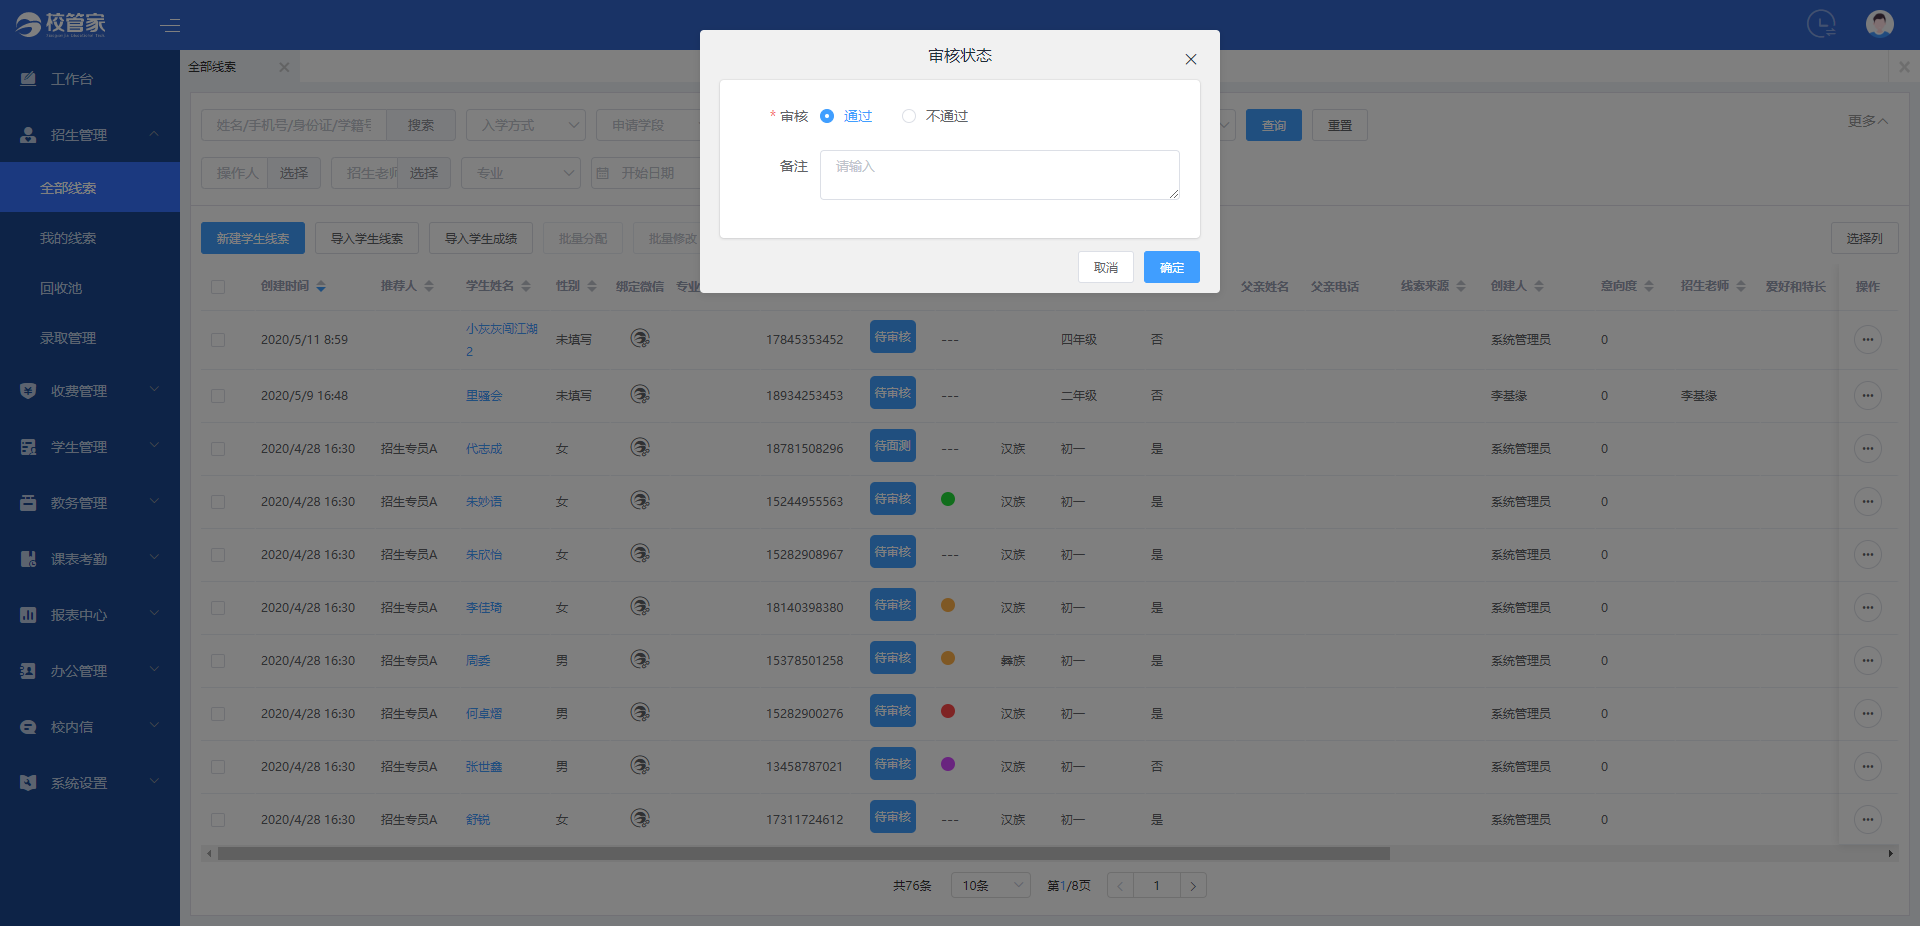 校管家
全部线索
工作台
招生管理
全部线索
我的线索
回收池
录取管理
收费管理
学生管理
教务管理
课表考勤
报表中心
办公管理
校内信
系统设置
审核状态
* 审核 通过 不通过
备注 请输入
取消 确定
姓名/手机号/身份证/学籍号 搜索 入学方式 申请学段 查询 重置 更多
操作人 选择 招生老师 选择 专业 开始日期
新建学生线索 导入学生线索 导入学生成绩 批量分配 批量修改 选择列
创建时间 推荐人 学生姓名 性别 绑定微信 专业 父亲姓名 父亲电话 线索来源 创建人 意向度 招生老师 爱好和特长 操作
2020/5/11 8:59 小灰灰闯江湖2 未填写 17845353452 待审核 --- 四年级 否 系统管理员 0
2020/5/9 16:48 里骚会 未填写 18934253453 待审核 --- 二年级 否 李基缘 0 李基缘
2020/4/28 16:30 招生专员A 代志成 女 18781508296 待面测 --- 汉族 初一 是 系统管理员 0
2020/4/28 16:30 招生专员A 朱妙语 女 15244955563 待审核 汉族 初一 是 系统管理员 0
2020/4/28 16:30 招生专员A 朱欣怡 女 15282908967 待审核 --- 汉族 初一 是 系统管理员 0
2020/4/28 16:30 招生专员A 李佳琦 女 18140398380 待审核 汉族 初一 是 系统管理员 0
2020/4/28 16:30 招生专员A 周委 男 15378501258 待审核 彝族 初一 是 系统管理员 0
2020/4/28 16:30 招生专员A 何卓熠 男 15282900276 待审核 汉族 初一 是 系统管理员 0
2020/4/28 16:30 招生专员A 张世鑫 男 13458787021 待审核 汉族 初一 否 系统管理员 0
2020/4/28 16:30 招生专员A 舒锐 女 17311724612 待审核 --- 汉族 初一 是 系统管理员 0
共76条 10条 第1/8页 1